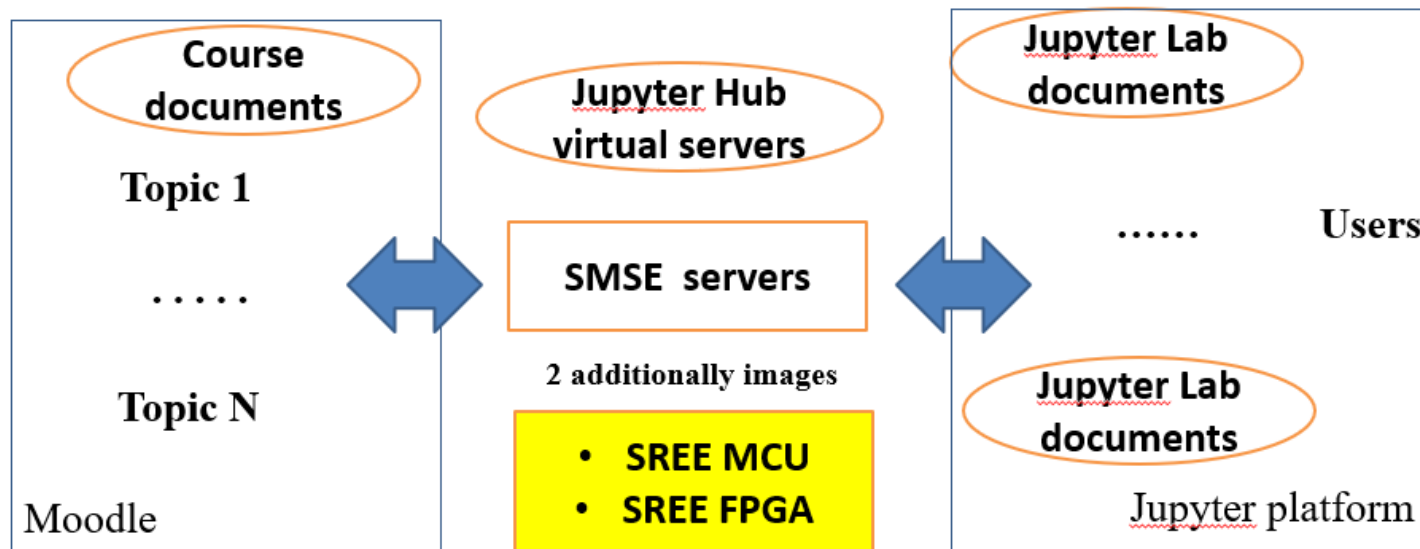 Course
documents
Topic 1
.....
Topic N
Moodle
Jupyter Hub
virtual servers
SMSE servers
2 additionally images
• SREE MCU
• SREE FPGA
Jupyter Lab
documents
...... Users
Jupyter Lab
documents
Jupyter platform